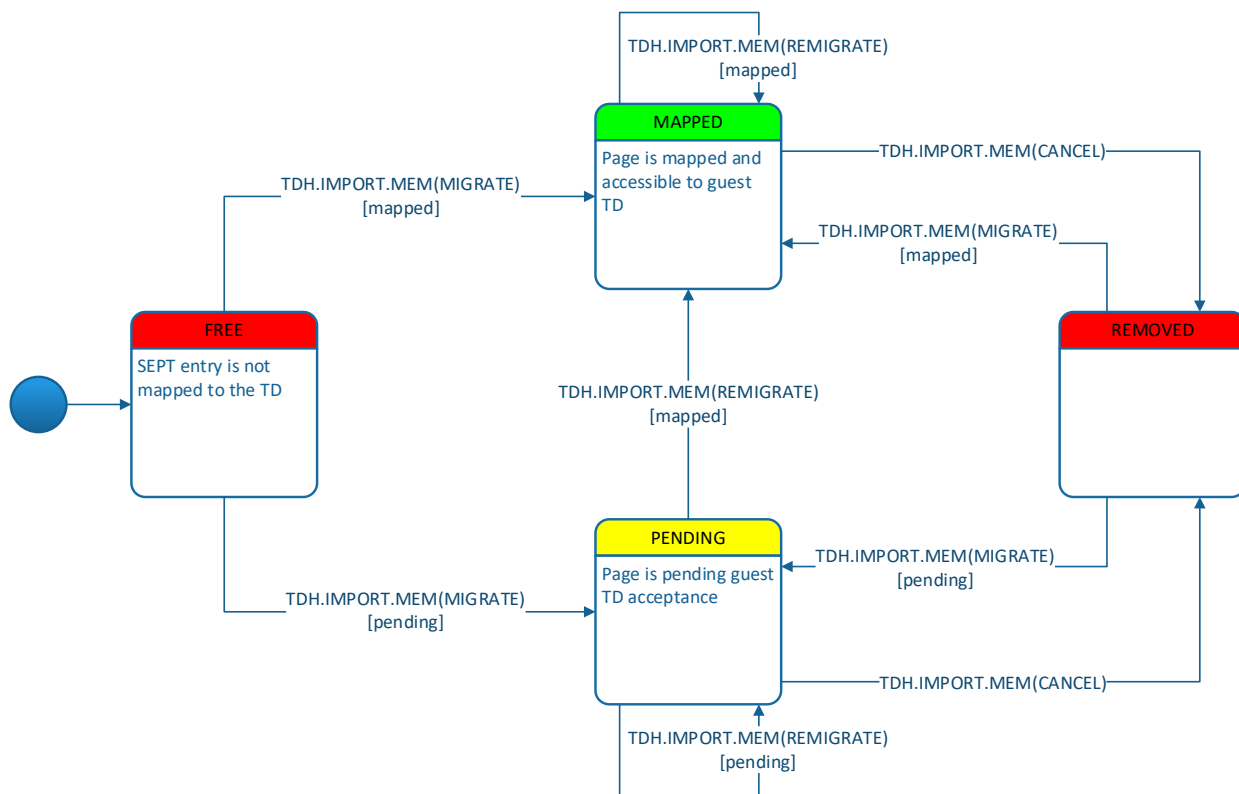 TDH.IMPORT.MEM(REMIGRATE)
[mapped]
MAPPED
Page is mapped and
accessible to guest
TD
TDH.IMPORT.MEM(CANCEL)
TDH.IMPORT.MEM(MIGRATE)
[mapped]
TDH.IMPORT.MEM(MIGRATE)
[mapped]
FREE
SEPT entry is not
mapped to the TD
REMOVED
TDH.IMPORT.MEM(REMIGRATE)
[mapped]
PENDING
Page is pending guest
TD acceptance
TDH.IMPORT.MEM(MIGRATE)
[pending]
TDH.IMPORT.MEM(MIGRATE)
[pending]
TDH.IMPORT.MEM(CANCEL)
TDH.IMPORT.MEM(REMIGRATE)
[pending]